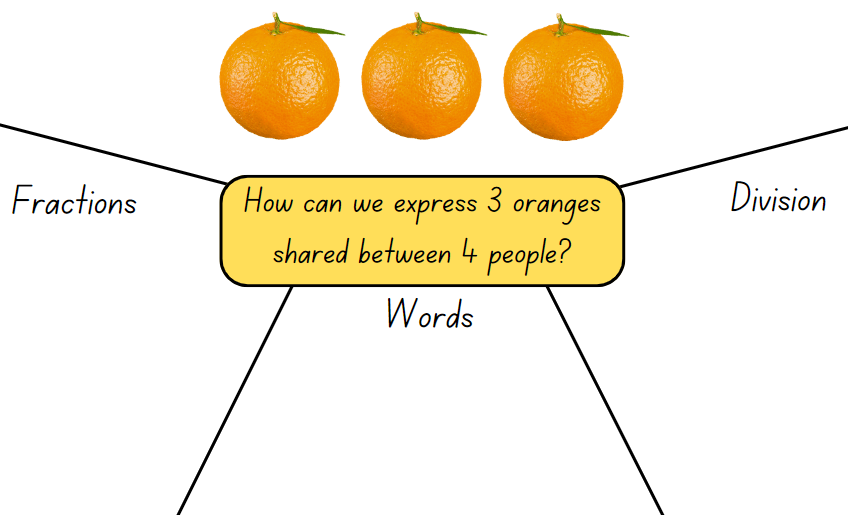 How can we express 3 oranges
shared between 4 people?
Fractions
Division
Words